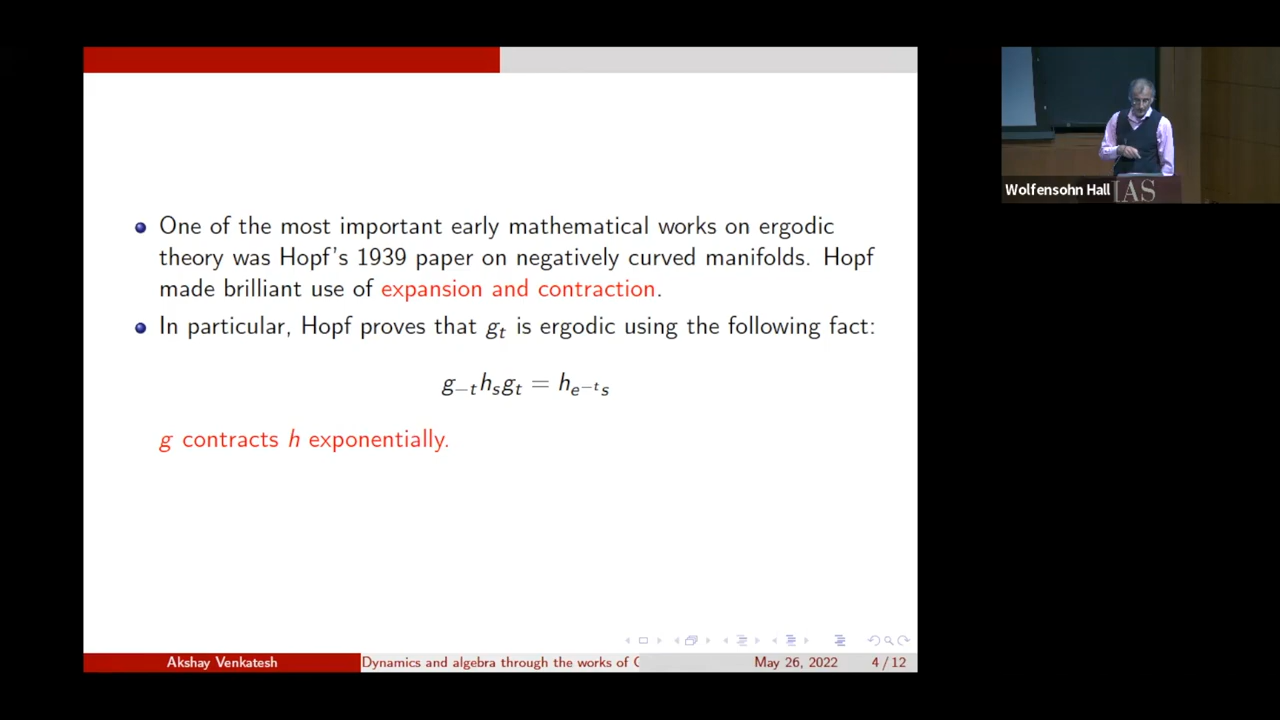 One of the most important early mathematical works on ergodic
theory was Hopf's 1939 paper on negatively curved manifolds. Hopf
made brilliant use of expansion and contraction.
In particular, Hopf proves that g_t is ergodic using the following fact:
g_{-t}h_sg_t = h_{e^{-t}s}
g contracts h exponentially.
Akshay Venkatesh
Dynamics and algebra through the works of
May 26, 2022
4 / 12
Wolfensohn Hall
IAS